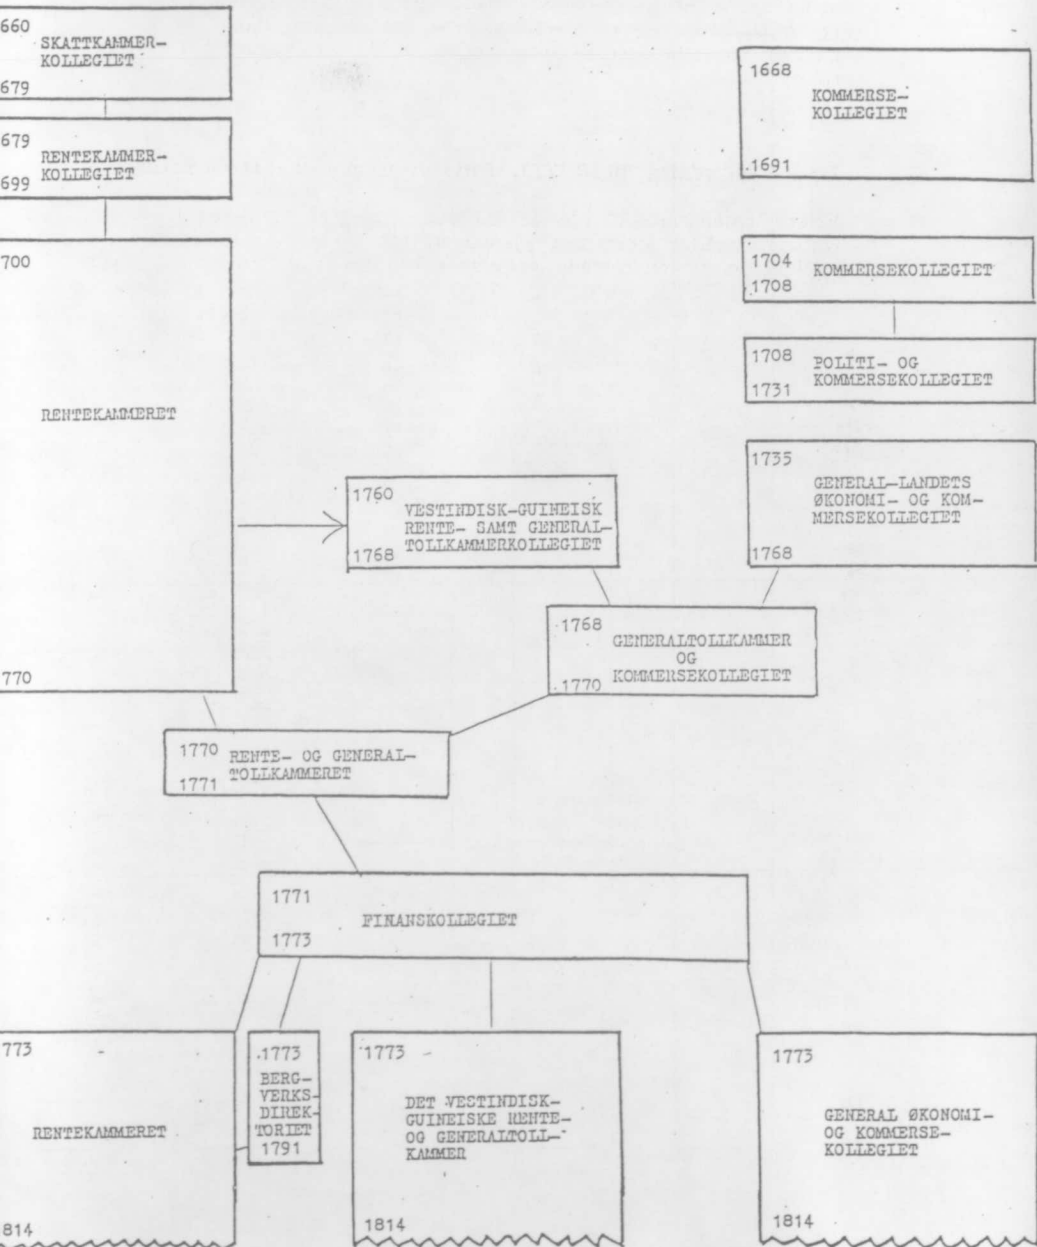 660
SKATTKAMMER-
KOLLEGIET
679
679
RENTEKAMMER-
KOLLEGIET
699
700
RENTEKAMMERET
770
1668
KOMMERSE-
KOLLEGIET
1691
1704
KOMMERSEKOLLEGIET
1708
1708
POLITI- OG
KOMMERSEKOLLEGIET
1731
1735
GENERAL-LANDETS
ØKONOMI- OG KOM-
MERSEKOLLEGIET
1768
1760
VESTINDISK-GUINEISK
RENTE- SAMT GENERAL-
TOLLKAMMERKOLLEGIET
1768
1768
GENERALTOLLKAMMER
OG
KOMMERSEKOLLEGIET
1770
1770
RENTE- OG GENERAL-
TOLLKAMMERET
1771
1771
FINANSKOLLEGIET
1773
1773
RENTEKAMMERET
1814
1773
BERG-
VERKS-
DIREK-
TORIET
1791
1773
DET VESTINDISK-
GUINEISKE RENTE-
OG GENERALTOLL-
KAMMER
1814
1773
GENERAL ØKONOMI-
OG KOMMERSE-
KOLLEGIET
1814